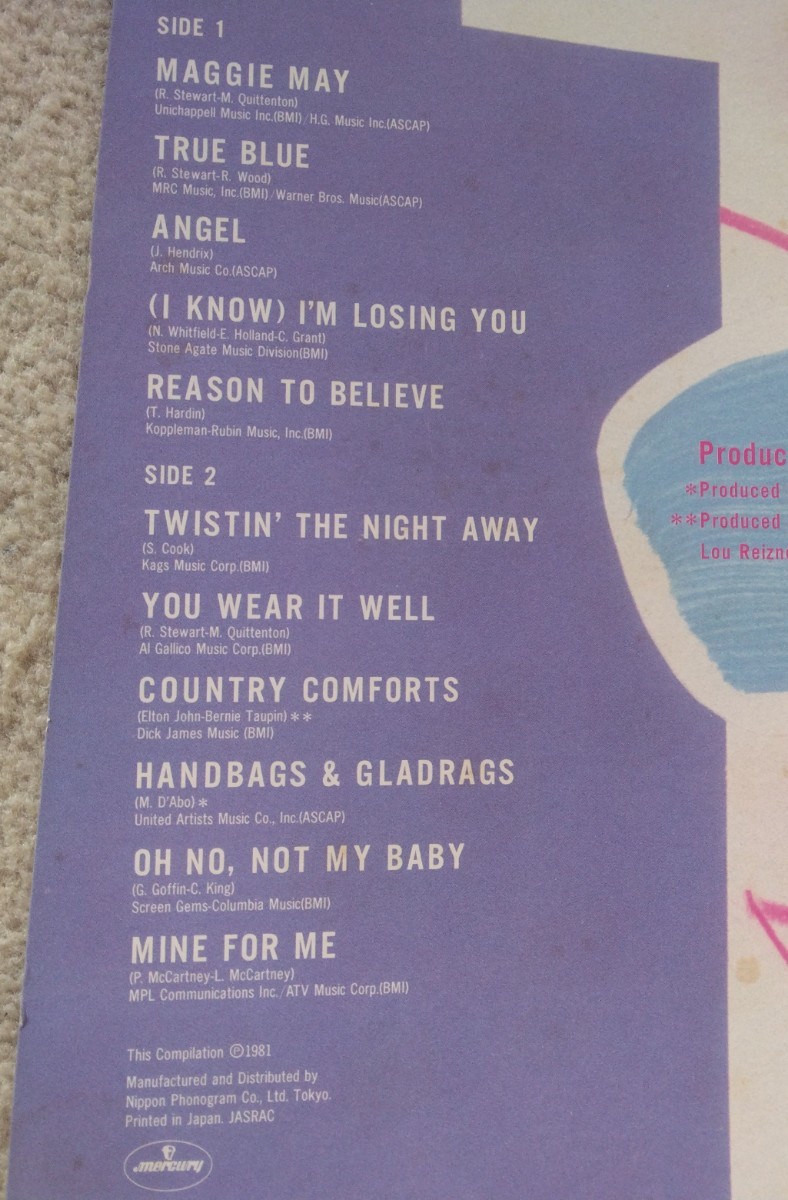 SIDE 1
MAGGIE MAY
(R. Stewart-M. Quittenton)
Unichappell Music Inc.(BMI)/H.G. Music Inc.(ASCAP)
TRUE BLUE
(R. Stewart-R. Wood)
MRC Music, Inc.(BMI)/Warner Bros. Music(ASCAP)
ANGEL
(J. Hendrix)
Arch Music Co.(ASCAP)
(I KNOW) I'M LOSING YOU
(N. Whitfield-E. Holland-C. Grant)
Stone Agate Music Division(BMI)
REASON TO BELIEVE
(T. Hardin)
Koppleman-Rubin Music, Inc.(BMI)
SIDE 2
TWISTIN' THE NIGHT AWAY
(S. Cook)
Kags Music Corp.(BMI)
YOU WEAR IT WELL
(R. Stewart-M. Quittenton)
Al Gallico Music Corp.(BMI)
COUNTRY COMFORTS
(Elton John-Bernie Taupin)**
Dick James Music (BMI)
HANDBAGS & GLADRAGS
(M. D'Abo)*
United Artists Music Co., Inc.(ASCAP)
OH NO, NOT MY BABY
(G. Goffin-C. King)
Screen Gems-Columbia Music(BMI)
MINE FOR ME
(P. McCartney-L. McCartney)
MPL Communications Inc./ATV Music Corp.(BMI)
This Compilation ℗1981
Manufactured and Distributed by
Nippon Phonogram Co., Ltd. Tokyo.
Printed in Japan. JASRAC
mercury
Produc
*Produced
**Produced
Lou Reizn